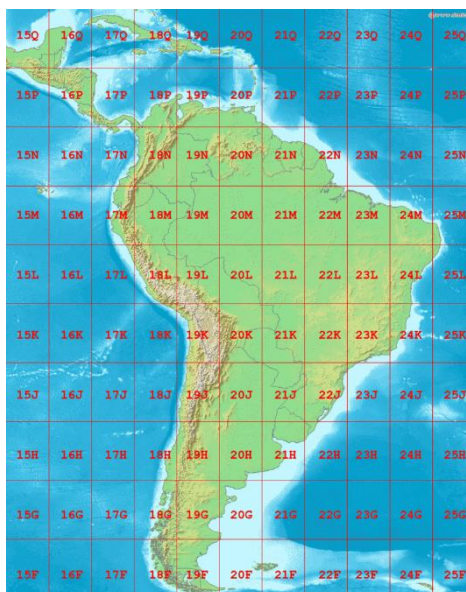 15Q 16Q 17Q 18Q 19Q 20Q 21Q 22Q 23Q 24Q 25Q
15P 16P 17P 18P 19P 20P 21P 22P 23P 24P 25P
15N 16N 17N 18N 19N 20N 21N 22N 23N 24N 25N
15M 16M 17M 18M 19M 20M 21M 22M 23M 24M 25M
15L 16L 17L 18L 19L 20L 21L 22L 23L 24L 25L
15K 16K 17K 18K 19K 20K 21K 22K 23K 24K 25K
15J 16J 17J 18J 19J 20J 21J 22J 23J 24J 25J
15H 16H 17H 18H 19H 20H 21H 22H 23H 24H 25H
15G 16G 17G 18G 19G 20G 21G 22G 23G 24G 25G
15F 16F 17F 18F 19F 20F 21F 22F 23F 24F 25F